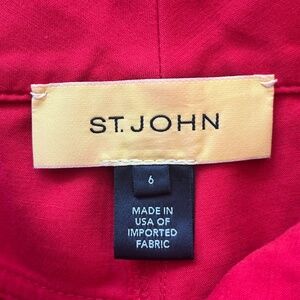 ST. JOHN
6
MADE IN
USA OF
IMPORTED
FABRIC